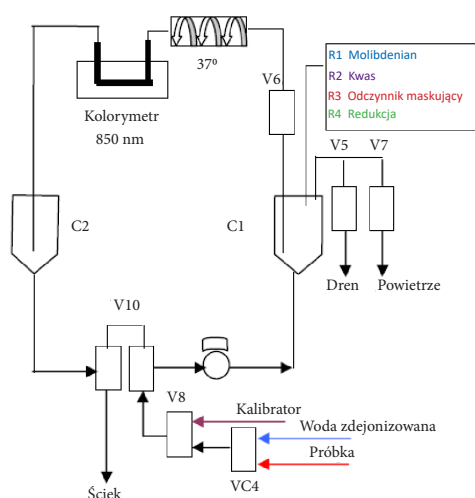 R1 Molibdenian
R2 Kwas
R3 Odczynnik maskujący
R4 Redukcja
37⁰
V6
Kolorymetr
850 nm
V5
V7
C2
C1
Dren
Powietrze
V10
V8
Kalibrator
Woda zdejonizowana
Próbka
VC4
Ściek